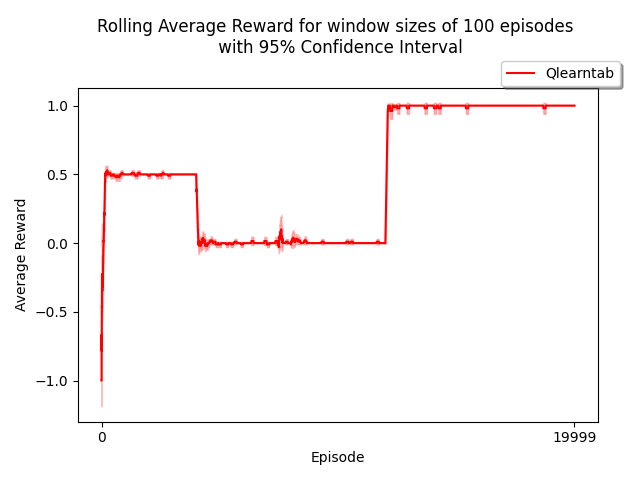 Rolling Average Reward for window sizes of 100 episodes
with 95% Confidence Interval
Qlearntab
1.0
0.5
0.0
−0.5
−1.0
Average Reward
0
19999
Episode